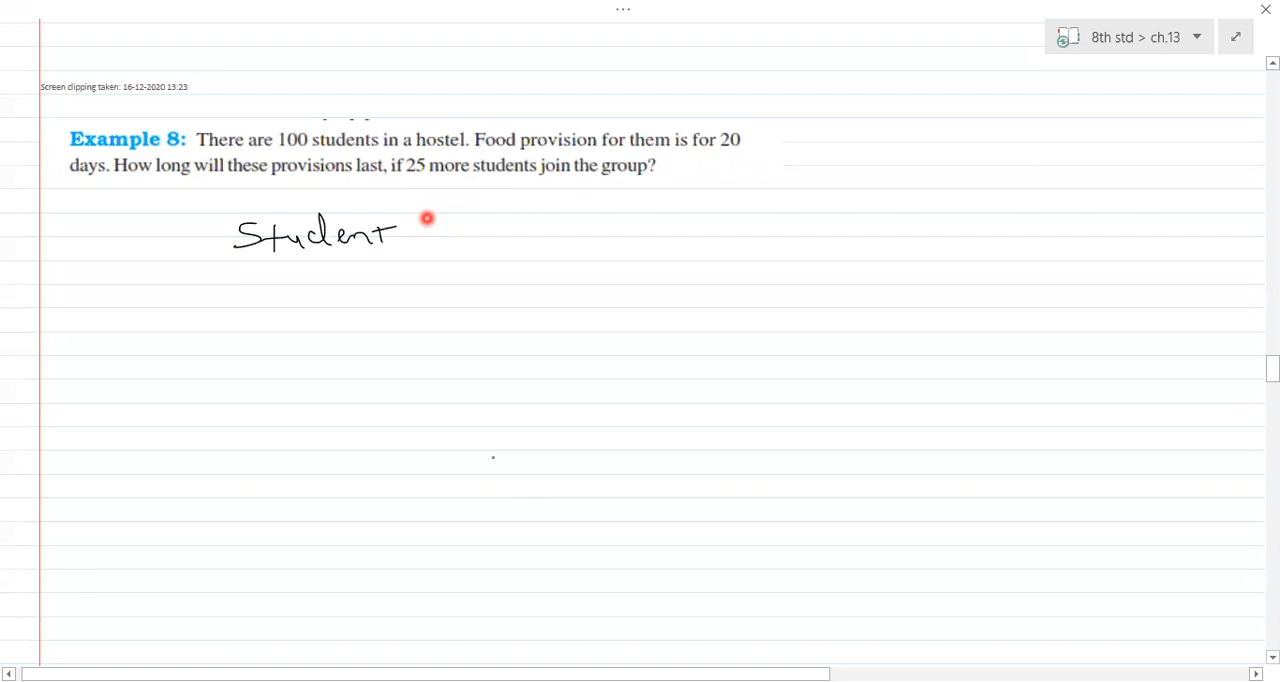 ...
8th std > ch.13
Screen clipping taken: 16-12-2020 13:23
Example 8: There are 100 students in a hostel. Food provision for them is for 20
days. How long will these provisions last, if 25 more students join the group?
Student